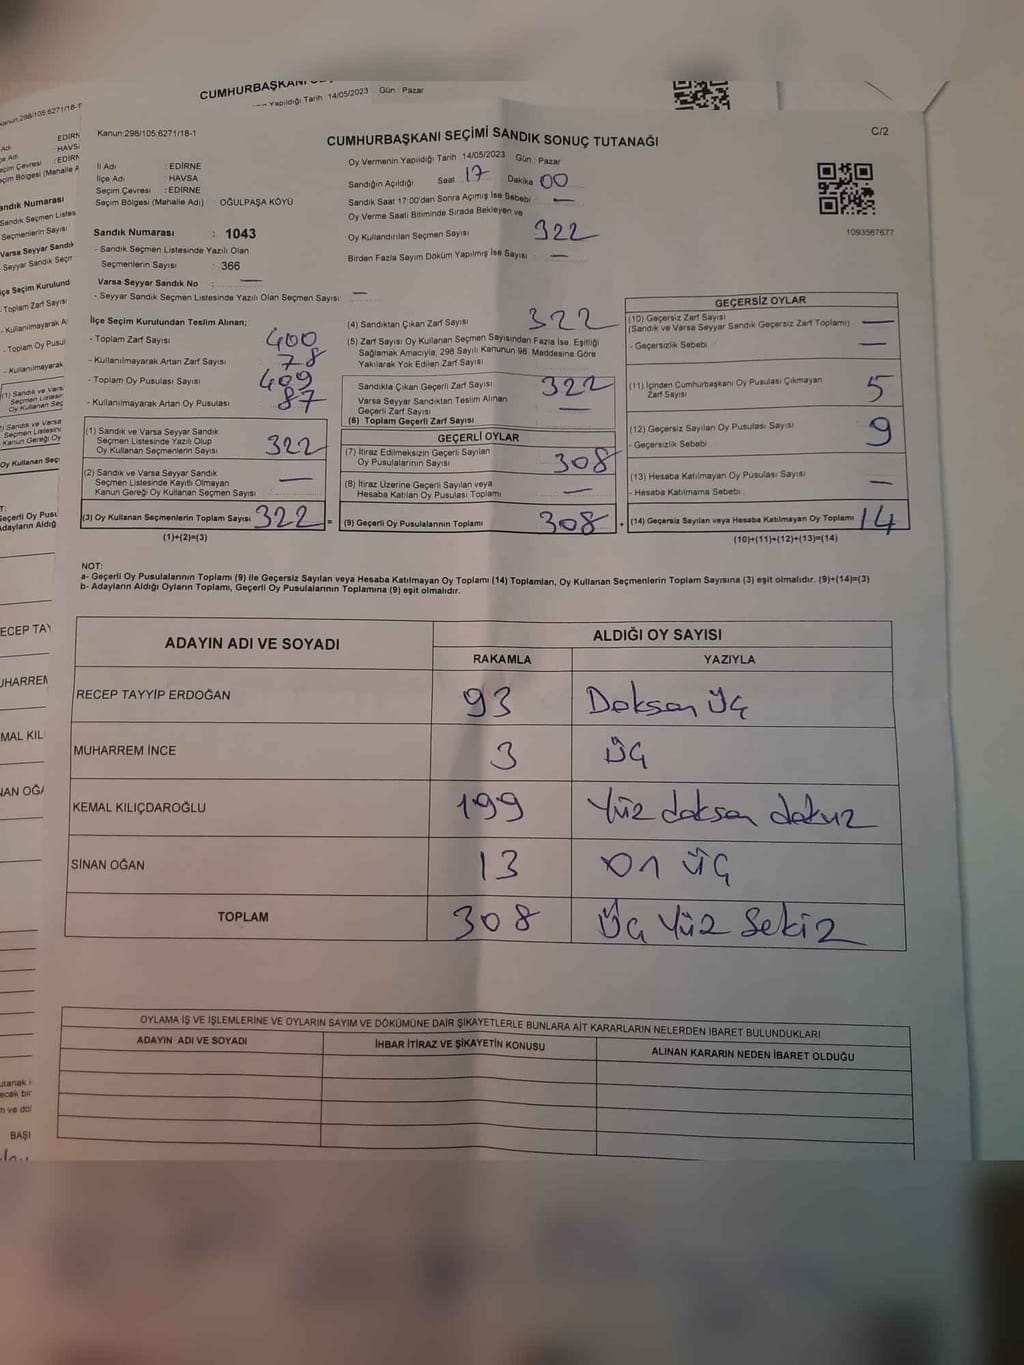 CUMHURBAŞKANI
Yapıldığı Tarih 14/05/2023 Gün : Pazar
Kanun:298/105;6271/18-1
C/2
CUMHURBAŞKANI SEÇİMİ SANDIK SONUÇ TUTANAĞI
İl Adı : EDİRNE
İlçe Adı : HAVSA
Seçim Çevresi : EDİRNE
Seçim Bölgesi (Mahalle Adı) : OĞULPAŞA KÖYÜ
Oy Vermenin Yapıldığı Tarih : 14/05/2023 Gün : Pazar
Sandığın Açıldığı Saat 17 Dakika 00
Sandık Saat 17:00'den Sonra Açılmış İse Sebebi : —
Oy Verme Saati Bitiminde Sırada Bekleyen ve
Oy Kullandırılan Seçmen Sayısı 322
Birden Fazla Sayım Döküm Yapılmış İse Sayısı : —
1093567677
Sandık Numarası : 1043
- Sandık Seçmen Listesinde Yazılı Olan
Seçmenlerin Sayısı : 366
Varsa Seyyar Sandık No : —
- Seyyar Sandık Seçmen Listesinde Yazılı Olan Seçmen Sayısı: —
İlçe Seçim Kurulundan Teslim Alınan;
- Toplam Zarf Sayısı 400
- Kullanılmayarak Artan Zarf Sayısı 78
- Toplam Oy Pusulası Sayısı 409
- Kullanılmayarak Artan Oy Pusulası 87
(1) Sandık ve Varsa Seyyar Sandık
Seçmen Listesinde Yazılı Olup
Oy Kullanan Seçmenlerin Sayısı 322
(2) Sandık ve Varsa Seyyar Sandık
Seçmen Listesinde Kayıtlı Olmayan
Kanun Gereği Oy Kullanan Seçmen Sayısı —
(3) Oy Kullanan Seçmenlerin Toplam Sayısı 322 =
(1)+(2)=(3)
(4) Sandıktan Çıkan Zarf Sayısı 322
(5) Zarf Sayısı Oy Kullanan Seçmen Sayısından Fazla İse, Eşitliği
Sağlamak Amacıyla, 298 Sayılı Kanunun 98. Maddesine Göre
Yakılarak Yok Edilen Zarf Sayısı
Sandıkta Çıkan Geçerli Zarf Sayısı 322
Varsa Seyyar Sandıktan Teslim Alınan
Geçerli Zarf Sayısı —
(6) Toplam Geçerli Zarf Sayısı
GEÇERLİ OYLAR
(7) İtiraz Edilmeksizin Geçerli Sayılan
Oy Pusulalarının Sayısı 308
(8) İtiraz Üzerine Geçerli Sayılan veya
Hesaba Katılan Oy Pusulası Toplamı —
(9) Geçerli Oy Pusulalarının Toplamı 308 +
GEÇERSİZ OYLAR
(10) Geçersiz Zarf Sayısı
(Sandık ve Varsa Seyyar Sandık Geçersiz Zarf Toplamı) —
- Geçersizlik Sebebi : —
(11) İçinden Cumhurbaşkanı Oy Pusulası Çıkmayan
Zarf Sayısı 5
(12) Geçersiz Sayılan Oy Pusulası Sayısı 9
- Geçersizlik Sebebi :
(13) Hesaba Katılmayan Oy Pusulası Sayısı —
- Hesaba Katılmama Sebebi :
(14) Geçersiz Sayılan veya Hesaba Katılmayan Oy Toplamı 14
(10)+(11)+(12)+(13)=(14)
NOT:
a- Geçerli Oy Pusulalarının Toplamı (9) ile Geçersiz Sayılan veya Hesaba Katılmayan Oy Toplamı (14) Toplamları, Oy Kullanan Seçmenlerin Toplam Sayısına (3) eşit olmalıdır. (9)+(14)=(3)
b- Adayların Aldığı Oyların Toplamı, Geçerli Oy Pusulalarının Toplamına (9) eşit olmalıdır.
ADAYIN ADI VE SOYADI
ALDIĞI OY SAYISI
RAKAMLA YAZIYLA
RECEP TAYYİP ERDOĞAN 93 Doksan üç
MUHARREM İNCE 3 üç
KEMAL KILIÇDAROĞLU 199 Yüz doksan dokuz
SİNAN OĞAN 13 on üç
TOPLAM 308 Üç Yüz Sekiz
OYLAMA İŞ VE İŞLEMLERİNE VE OYLARIN SAYIM VE DÖKÜMÜNE DAİR ŞİKAYETLERLE BUNLARA AİT KARARLARIN NELERDEN İBARET BULUNDUKLARI
ADAYIN ADI VE SOYADI İHBAR İTİRAZ VE ŞİKAYETİN KONUSU ALINAN KARARIN NEDEN İBARET OLDUĞU